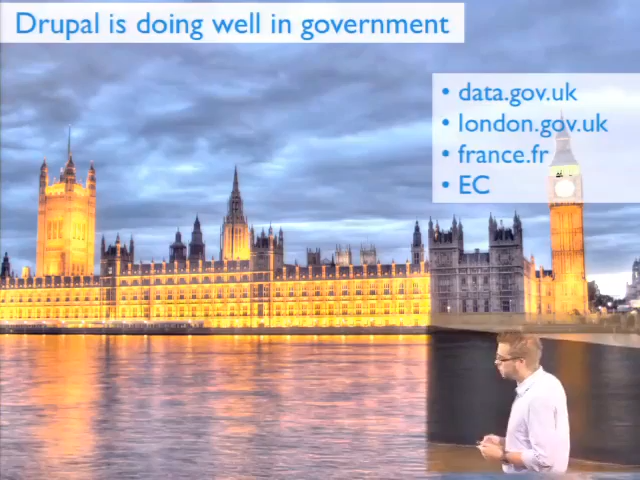 Drupal is doing well in government
• data.gov.uk
• london.gov.uk
• france.fr
• EC